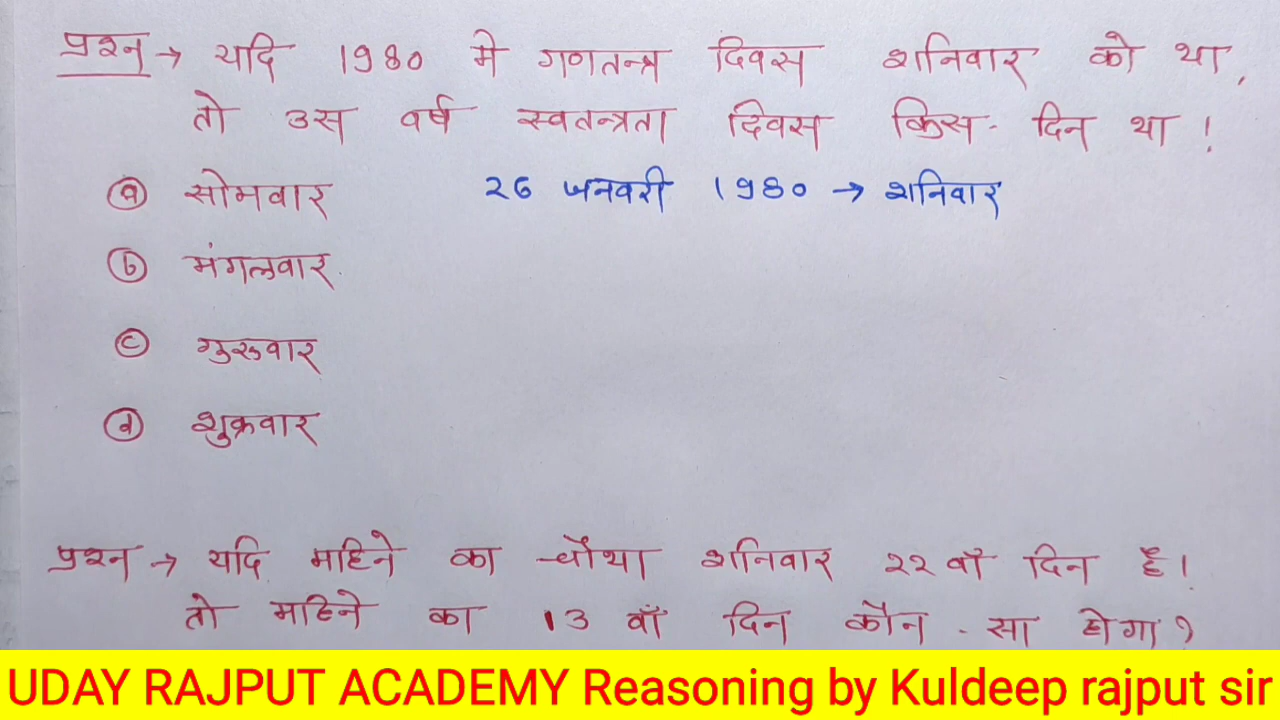 प्रश्न → यदि 1980 मे गणतन्त्र दिवस शनिवार को था,
तो उस वर्ष स्वतन्त्रता दिवस किस दिन था !
ⓐ सोमवार 26 जनवरी 1980 → शनिवार
ⓑ मंगलवार
ⓒ गुरुवार
ⓓ शुक्रवार
प्रश्न → यदि महिने का चौथा शनिवार 22 वाँ दिन है।
तो महिने का 13 वाँ दिन कौन-सा होगा ?
UDAY RAJPUT ACADEMY Reasoning by Kuldeep rajput sir